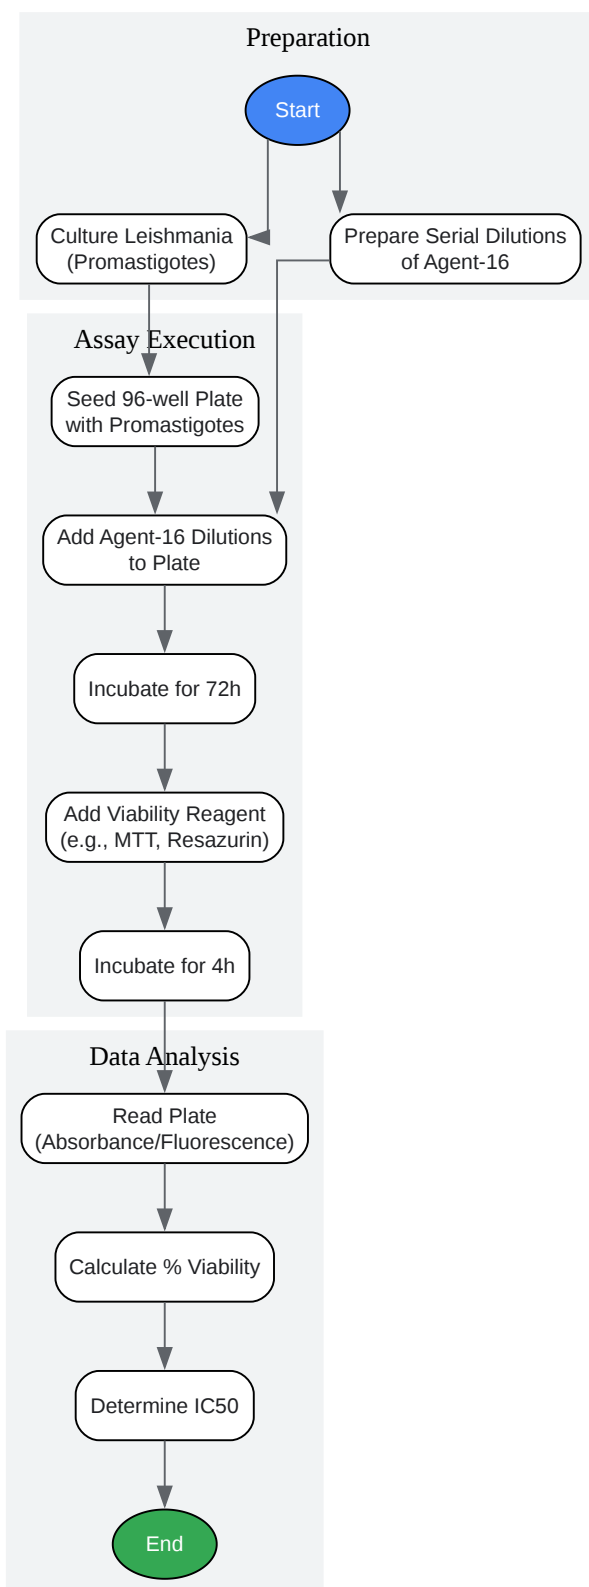 Preparation
Start
Culture Leishmania
(Promastigotes)
Prepare Serial Dilutions
of Agent-16
Assay Execution
Seed 96-well Plate
with Promastigotes
Add Agent-16 Dilutions
to Plate
Incubate for 72h
Add Viability Reagent
(e.g., MTT, Resazurin)
Incubate for 4h
Data Analysis
Read Plate
(Absorbance/Fluorescence)
Calculate % Viability
Determine IC50
End